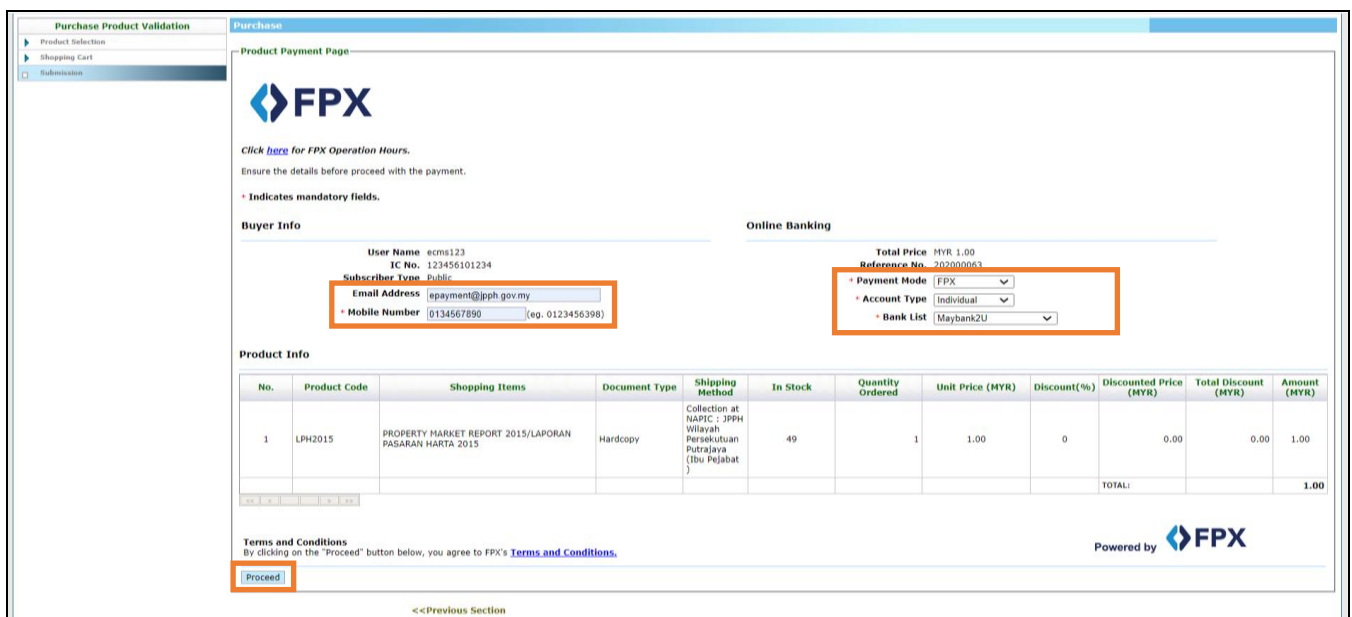 Purchase Product Validation
Product Selection
Shopping Cart
Submission
Purchase
Product Payment Page
FPX
Click here for FPX Operation Hours.
Ensure the details before proceed with the payment.
* Indicates mandatory fields.
Buyer Info
User Name ecms123
IC No. 123456101234
Subscriber Type Public
Email Address epayment@jpph.gov.my
* Mobile Number 0134567890 (eg. 0123456398)
Online Banking
Total Price MYR 1.00
Reference No. 202000063
* Payment Mode FPX
* Account Type Individual
* Bank List Maybank2U
Product Info
No. Product Code Shopping Items Document Type Shipping Method In Stock Quantity Ordered Unit Price (MYR) Discount(%) Discounted Price (MYR) Total Discount (MYR) Amount (MYR)
1 LPH2015 PROPERTY MARKET REPORT 2015/LAPORAN PASARAN HARTA 2015 Hardcopy Collection at NAPIC : JPPH Wilayah Persekutuan Putrajaya (Ibu Pejabat ) 49 1 1.00 0 0.00 0.00 1.00
TOTAL: 1.00
<< < > >>
Terms and Conditions
By clicking on the "Proceed" button below, you agree to FPX's Terms and Conditions.
Powered by FPX
Proceed
<<Previous Section